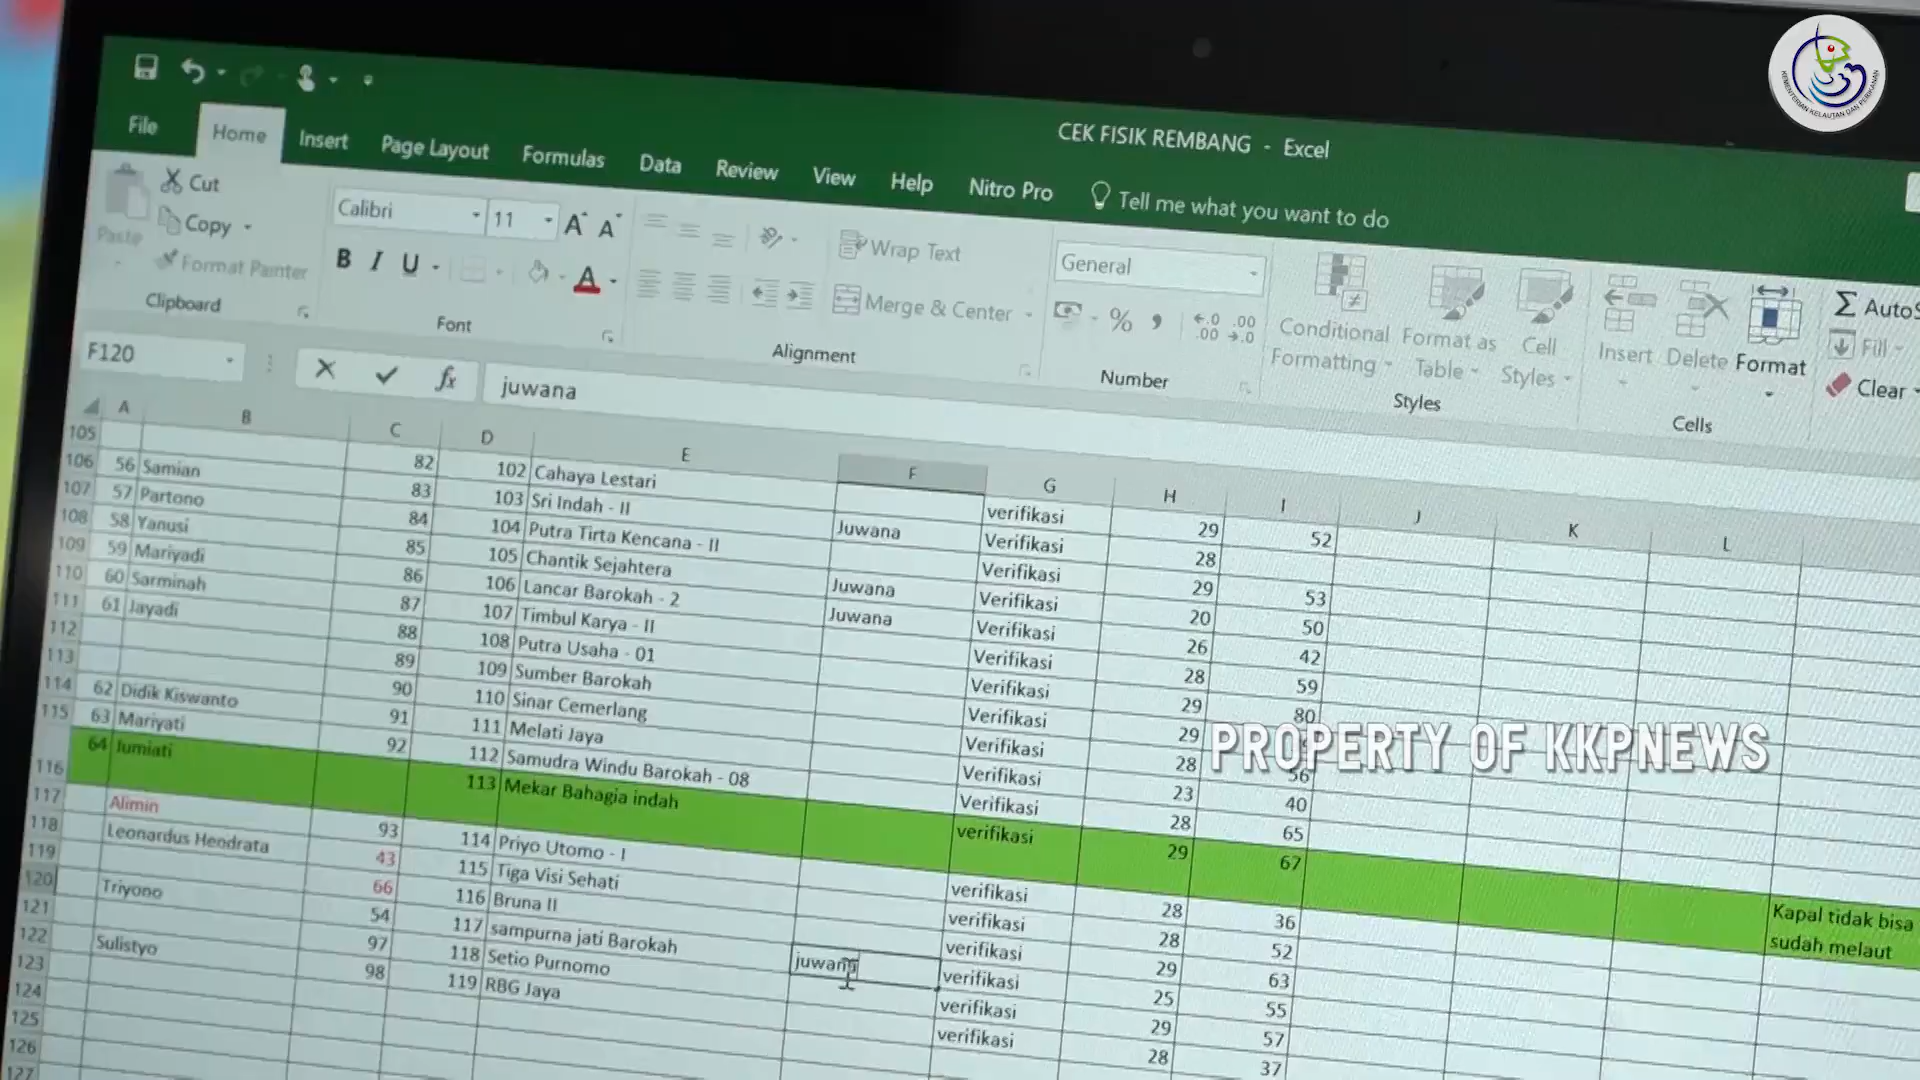 KEMENTERIAN KELAUTAN DAN PERIKANAN
CEK FISIK REMBANG - Excel
File Home Insert Page Layout Formulas Data Review View Help Nitro Pro Tell me what you want to do
Cut
Copy
Paste
Format Painter
Clipboard
Calibri 11
B I U
Font
Wrap Text
Merge & Center
Alignment
General
%
Number
Conditional Formatting
Format as Table
Cell Styles
Styles
Insert Delete Format
Cells
Fill
Clear
F120 fx juwana
A B C D E F G H I J K L
105
106 56 Samian 82 102 Cahaya Lestari verifikasi 29 52
107 57 Partono 83 103 Sri Indah - II Juwana Verifikasi 28
108 58 Yanusi 84 104 Putra Tirta Kencana - II Verifikasi 29 53
109 59 Mariyadi 85 105 Chantik Sejahtera Juwana Verifikasi 20 50
110 60 Sarminah 86 106 Lancar Barokah - 2 Juwana Verifikasi 26 42
111 61 Jayadi 87 107 Timbul Karya - II Verifikasi 28 59
112 88 108 Putra Usaha - 01 Verifikasi 29 80
113 89 109 Sumber Barokah Verifikasi 29
114 62 Didik Kiswanto 90 110 Sinar Cemerlang Verifikasi 28 56
115 63 Mariyati 91 111 Melati Jaya Verifikasi 23 40
64 Jumiati 92 112 Samudra Windu Barokah - 08 Verifikasi 28 65
116 113 Mekar Bahagia indah verifikasi 29 67
Kapal tidak bisa
sudah melaut
117 Alimin 93 114 Priyo Utomo - I verifikasi 28 36
118 Leonardus Hendrata 43 115 Tiga Visi Sehati verifikasi 28 52
119 66 116 Bruna II verifikasi 29 63
120 Triyono 54 117 sampurna jati Barokah juwana verifikasi 25 55
121 97 118 Setio Purnomo verifikasi 29 57
122 Sulistyo 98 119 RBG Jaya verifikasi 28 37
123
124
125
126
127
PROPERTY OF KKPNEWS